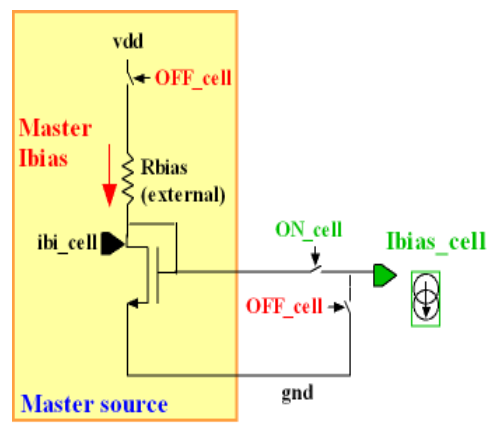 vdd
OFF_cell
Master
Ibias
Rbias
(external)
ibi_cell
ON_cell
Ibias_cell
OFF_cell
gnd
Master source